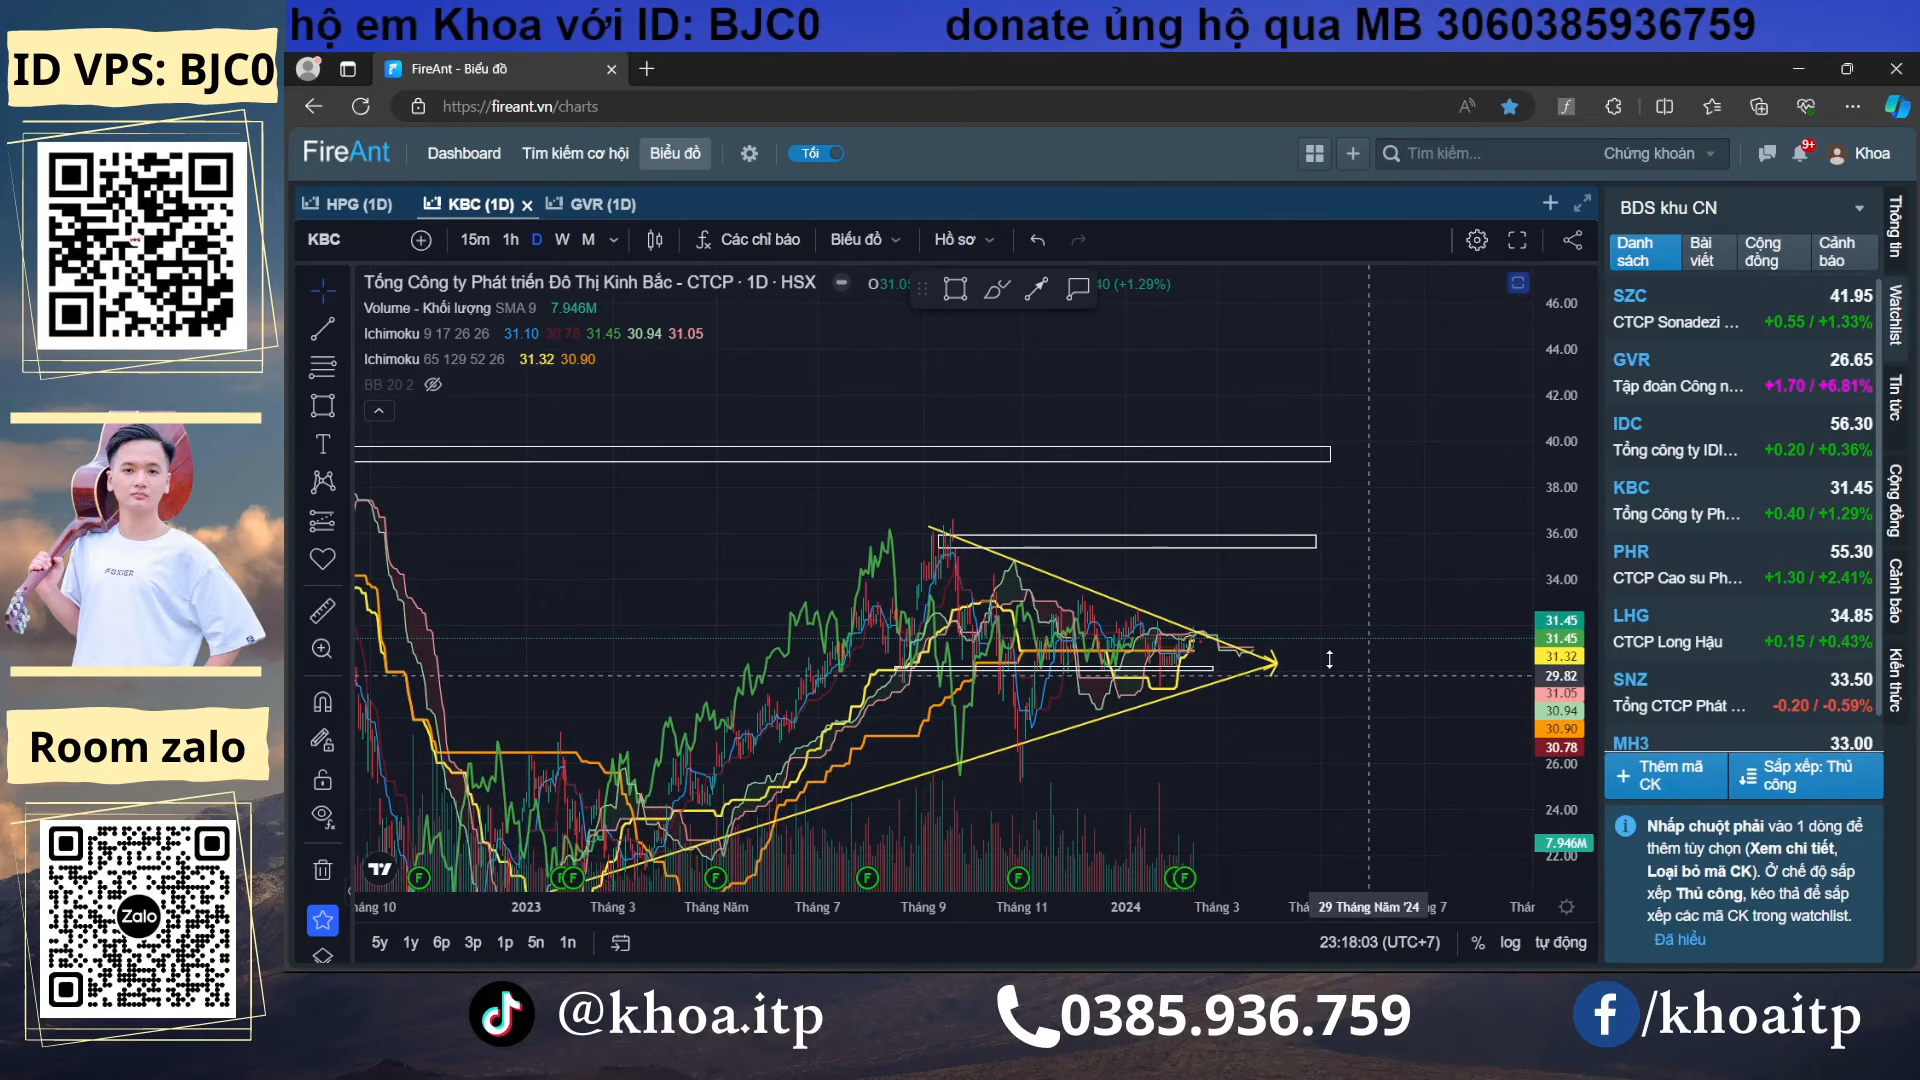 hộ em Khoa với ID: BJC0 donate ủng hộ qua MB 3060385936759
ID VPS: BJC0
FireAnt - Biểu đồ
https://fireant.vn/charts
FireAnt
Dashboard
Tìm kiếm cơ hội
Biểu đồ
Tối
Tìm kiếm...
Chứng khoán
9+
Khoa
HPG (1D)
KBC (1D)
GVR (1D)
KBC
15m 1h D W M
Các chỉ báo
Biểu đồ
Hồ sơ
Tổng Công ty Phát triển Đô Thị Kinh Bắc - CTCP · 1D · HSX
40 (+1.29%)
Volume - Khối lượng SMA 9 7.946M
Ichimoku 9 17 26 26 31.10 30.78 31.45 30.94 31.05
Ichimoku 65 129 52 26 31.32 30.90
BB 20 2
46.00
44.00
42.00
40.00
38.00
36.00
34.00
31.45
31.45
31.32
29.82
31.05
30.94
30.90
30.78
26.00
24.00
7.946M
22.00
F F F F F F F
2023 Tháng 3 Tháng Năm Tháng 7 Tháng 9 Tháng 11 2024 Tháng 3 29 Tháng Năm '24
5y 1y 6p 3p 1p 5n 1n
23:18:03 (UTC+7) % log tự động
BDS khu CN
Danh sách
Bài viết
Cộng đồng
Cảnh báo
SZC 41.95
CTCP Sonadezi ... +0.55 / +1.33%
GVR 26.65
Tập đoàn Công n... +1.70 / +6.81%
IDC 56.30
Tổng công ty IDI... +0.20 / +0.36%
KBC 31.45
Tổng Công ty Ph... +0.40 / +1.29%
PHR 55.30
CTCP Cao su Ph... +1.30 / +2.41%
LHG 34.85
CTCP Long Hậu +0.15 / +0.43%
SNZ 33.50
Tổng CTCP Phát ... -0.20 / -0.59%
MH3 33.00
Thêm mã CK
Sắp xếp: Thủ công
Nhấp chuột phải vào 1 dòng để
thêm tùy chọn (Xem chi tiết,
Loại bỏ mã CK). Ở chế độ sắp
xếp Thủ công, kéo thả để sắp
xếp các mã CK trong watchlist.
Đã hiểu
Thông tin
Watchlist
Tin tức
Cộng đồng
Cảnh báo
Kiến thức
FOXIER
Room zalo
Zalo
@khoa.itp
0385.936.759
/khoaitp